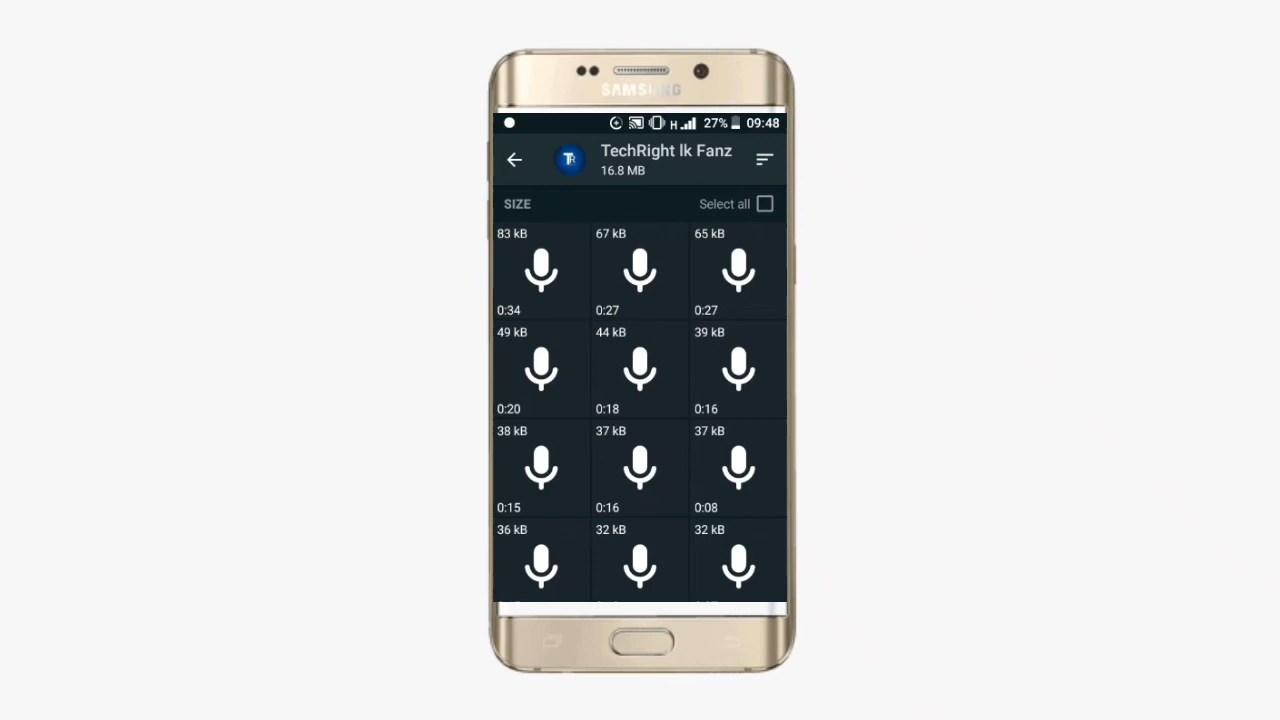 SAMSUNG
H 27% 09:48
TR TechRight lk Fanz
16.8 MB
SIZE Select all
83 kB 67 kB 65 kB
0:34 0:27 0:27
49 kB 44 kB 39 kB
0:20 0:18 0:16
38 kB 37 kB 37 kB
0:15 0:16 0:08
36 kB 32 kB 32 kB